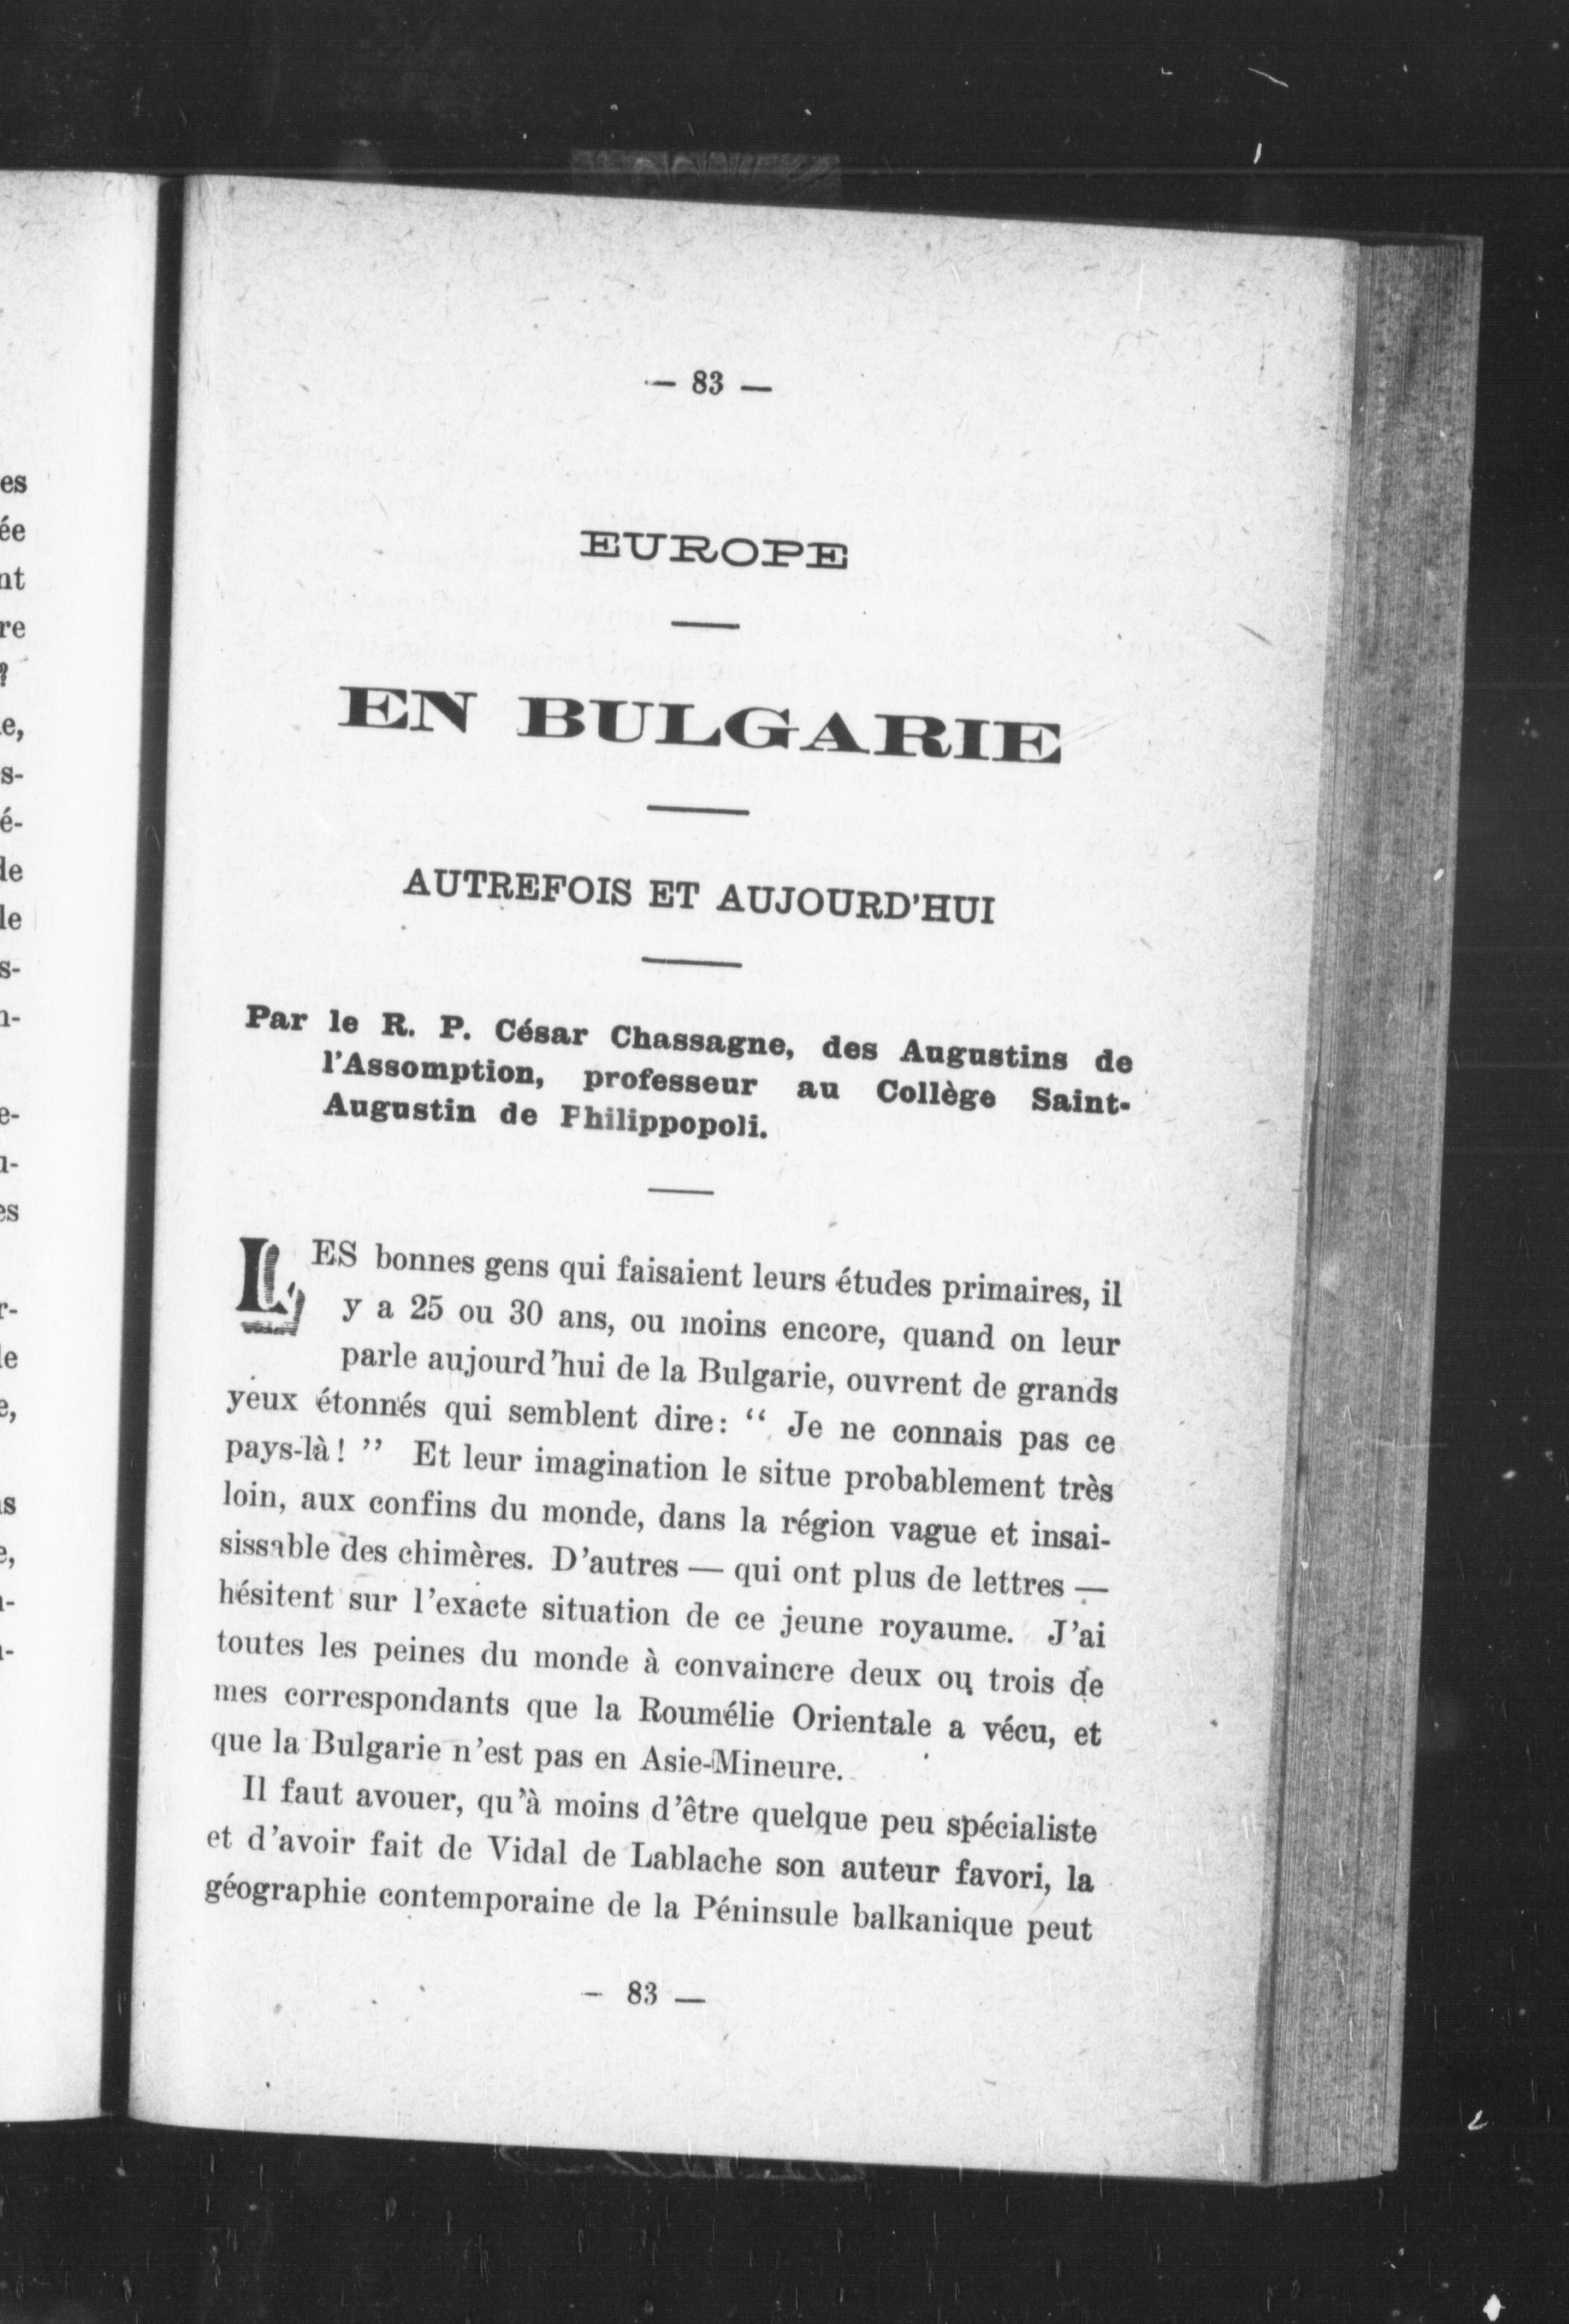 — 83 —
EUROPE
EN BULGARIE
AUTREFOIS ET AUJOURD'HUI
Par le R. P. César Chassagne, des Augustins de
l'Assomption, professeur au Collège Saint-
Augustin de Philippopoli.
LES bonnes gens qui faisaient leurs études primaires, il
y a 25 ou 30 ans, ou moins encore, quand on leur
parle aujourd'hui de la Bulgarie, ouvrent de grands
yeux étonnés qui semblent dire: “ Je ne connais pas ce
pays-là! ” Et leur imagination le situe probablement très
loin, aux confins du monde, dans la région vague et insai-
sissable des chimères. D'autres — qui ont plus de lettres —
hésitent sur l'exacte situation de ce jeune royaume. J'ai
toutes les peines du monde à convaincre deux ou trois de
mes correspondants que la Roumélie Orientale a vécu, et
que la Bulgarie n'est pas en Asie-Mineure.
Il faut avouer, qu'à moins d'être quelque peu spécialiste
et d'avoir fait de Vidal de Lablache son auteur favori, la
géographie contemporaine de la Péninsule balkanique peut
– 83 —